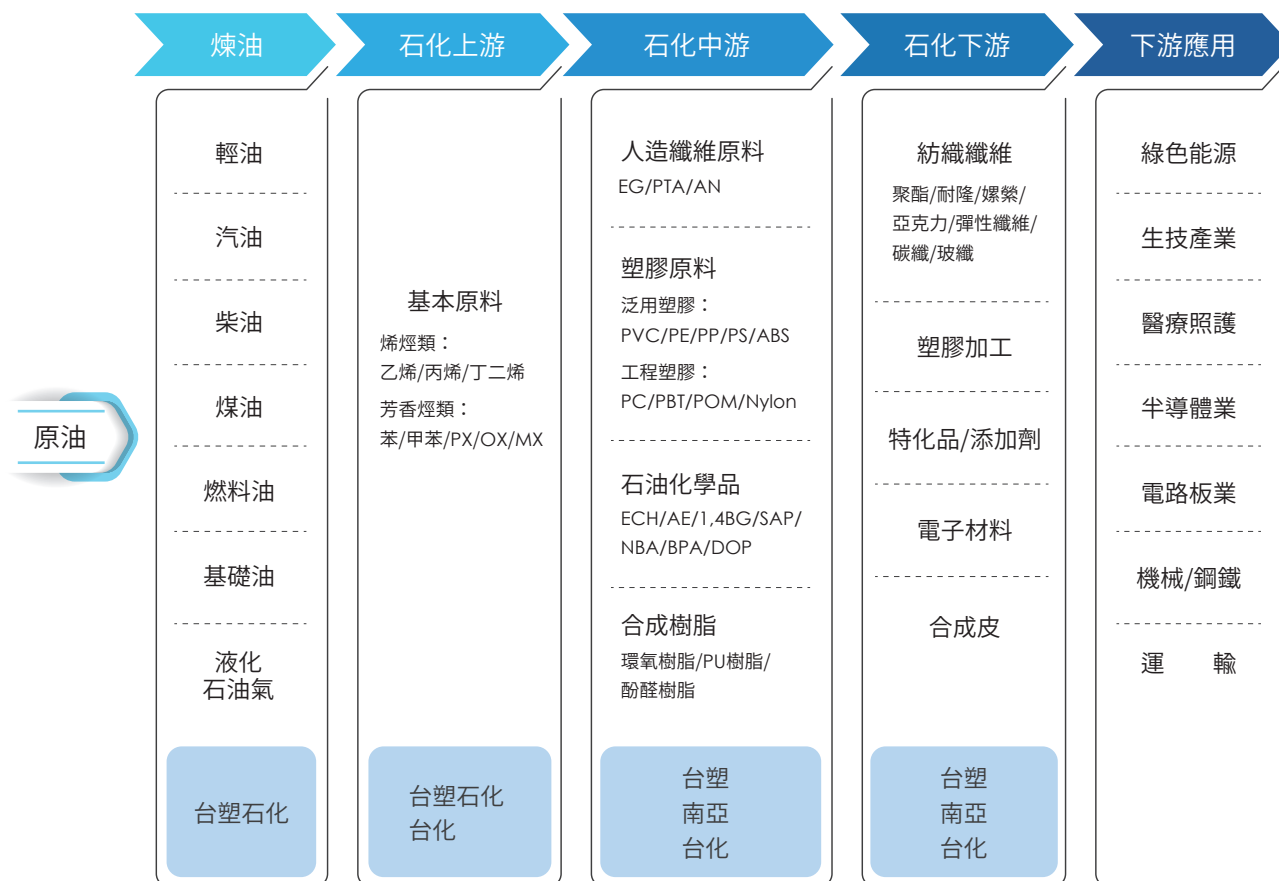 煉油
石化上游
石化中游
石化下游
下游應用
原油
輕油
汽油
柴油
煤油
燃料油
基礎油
液化
石油氣
台塑石化
基本原料
烯烴類：
乙烯/丙烯/丁二烯
芳香烴類：
苯/甲苯/PX/OX/MX
台塑石化
台化
人造纖維原料
EG/PTA/AN
塑膠原料
泛用塑膠：
PVC/PE/PP/PS/ABS
工程塑膠：
PC/PBT/POM/Nylon
石油化學品
ECH/AE/1,4BG/SAP/
NBA/BPA/DOP
合成樹脂
環氧樹脂/PU樹脂/
酚醛樹脂
台塑
南亞
台化
紡織纖維
聚酯/耐隆/嫘縈/
亞克力/彈性纖維/
碳纖/玻纖
塑膠加工
特化品/添加劑
電子材料
合成皮
台塑
南亞
台化
綠色能源
生技產業
醫療照護
半導體業
電路板業
機械/鋼鐵
運　　輸